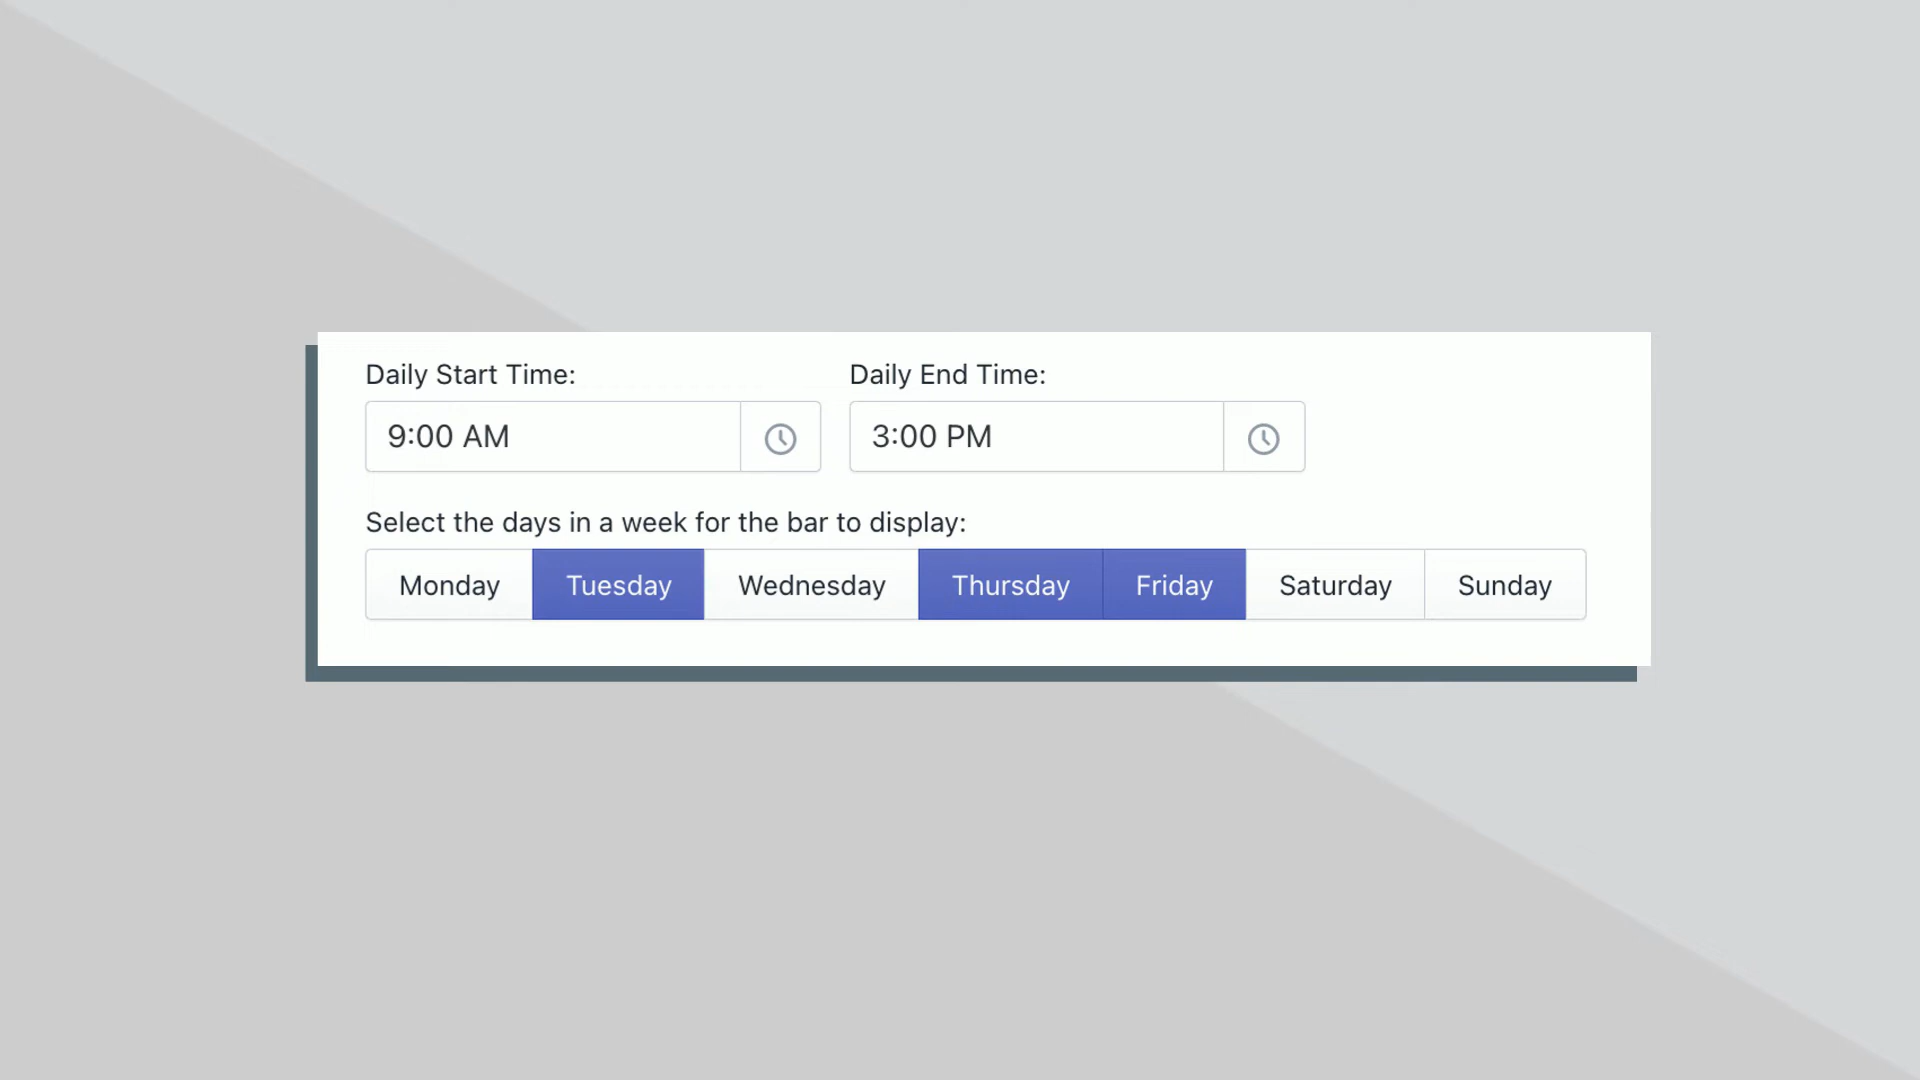 Daily Start Time: Daily End Time:
9:00 AM 3:00 PM
Select the days in a week for the bar to display:
Monday Tuesday Wednesday Thursday Friday Saturday Sunday